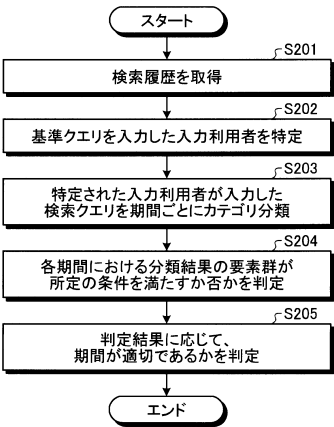 スタート
S201
検索履歴を取得
S202
基準クエリを入力した入力利用者を特定
S203
特定された入力利用者が入力した
検索クエリを期間ごとにカテゴリ分類
S204
各期間における分類結果の要素群が
所定の条件を満たすか否かを判定
S205
判定結果に応じて、
期間が適切であるかを判定
エンド